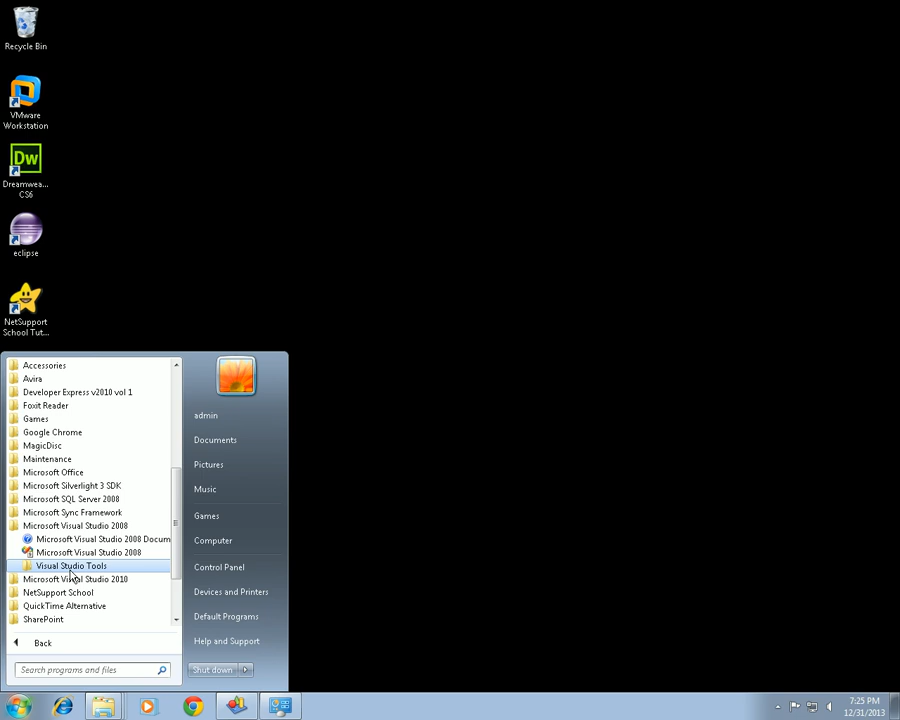 Recycle Bin
VMware
Workstation
Dw
Dreamwea...
CS6
eclipse
NetSupport
School Tut...
Accessories
Avira
Developer Express v2010 vol 1
Foxit Reader
Games
Google Chrome
MagicDisc
Maintenance
Microsoft Office
Microsoft Silverlight 3 SDK
Microsoft SQL Server 2008
Microsoft Sync Framework
Microsoft Visual Studio 2008
Microsoft Visual Studio 2008 Docum
Microsoft Visual Studio 2008
Visual Studio Tools
Microsoft Visual Studio 2010
NetSupport School
QuickTime Alternative
SharePoint
Back
Search programs and files
admin
Documents
Pictures
Music
Games
Computer
Control Panel
Devices and Printers
Default Programs
Help and Support
Shut down
7:25 PM
12/31/2013